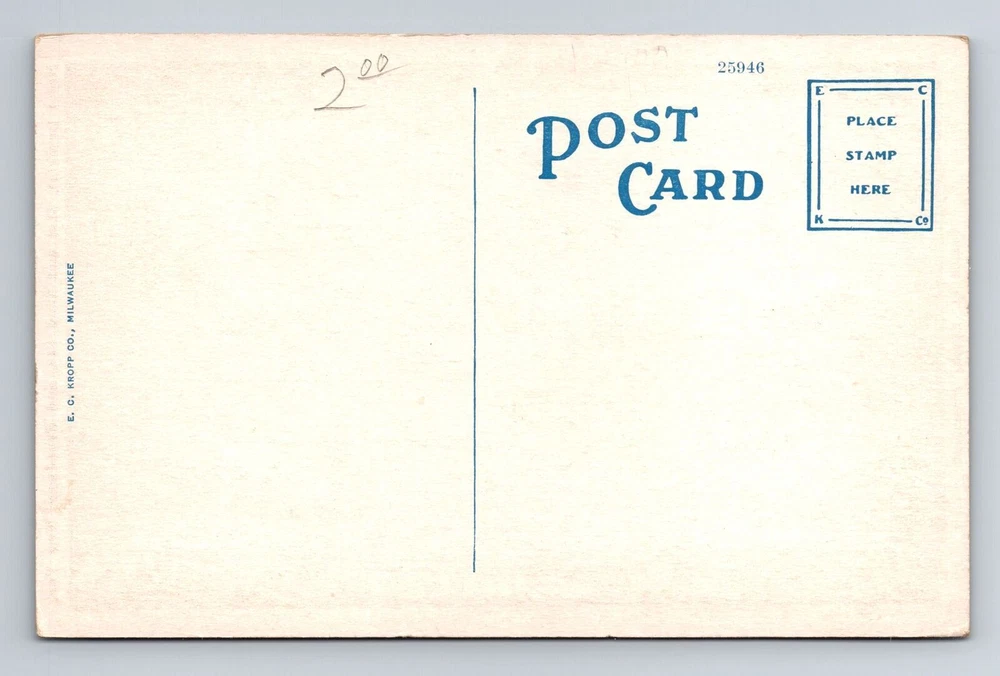 2 00
25946
POST
CARD
E C
PLACE
STAMP
HERE
K Co
E. C. KROPP CO., MILWAUKEE